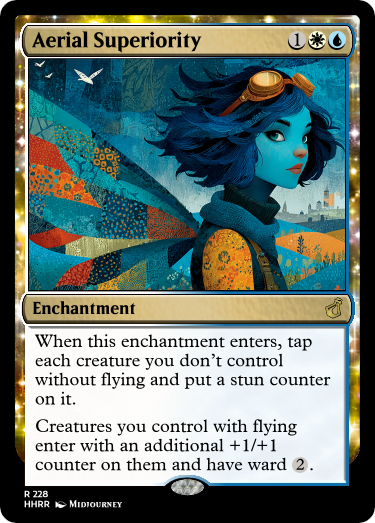 Aerial Superiority 1
Enchantment
When this enchantment enters, tap
each creature you don't control
without flying and put a stun counter
on it.
Creatures you control with flying
enter with an additional +1/+1
counter on them and have ward 2.
R 228
HHRR Midjourney